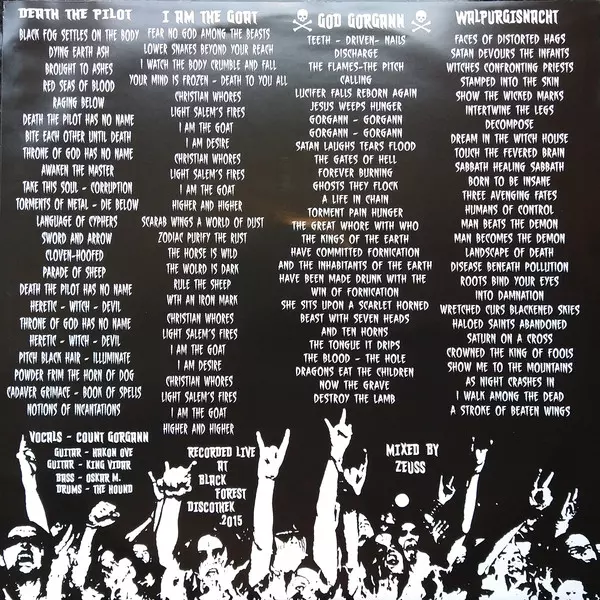 DEATH THE PILOT
BLACK FOG SETTLES ON THE BODY
DYING EARTH ASH
BROUGHT TO ASHES
RED SEAS OF BLOOD
RAGING BELOW
DEATH THE PILOT HAS NO NAME
BITE EACH OTHER UNTIL DEATH
THRONE OF GOD HAS NO NAME
AWAKEN THE MASTER
TAKE THIS SOUL - CORRUPTION
TORMENTS OF METAL - DIE BELOW
LANGUAGE OF CYPHERS
SWORD AND ARROW
CLOVEN-HOOFED
PARADE OF SHEEP
DEATH THE PILOT HAS NO NAME
HERETIC - WITCH - DEVIL
THRONE OF GOD HAS NO NAME
HERETIC - WITCH - DEVIL
PITCH BLACK HAIR - ILLUMINATE
POWDER FRIM THE HORN OF DOG
CADAVER GRIMACE - BOOK OF SPELLS
NOTIONS OF INCANTATIONS
I AM THE GOAT
FEAR NO GOD AMONG THE BEASTS
LOWER SNAKES BEYOND YOUR REACH
I WATCH THE BODY CRUMBLE AND FALL
YOUR MIND IS FROZEN - DEATH TO YOU ALL
CHRISTIAN WHORES
LIGHT SALEM'S FIRES
I AM THE GOAT
I AM DESIRE
CHRISTIAN WHORES
LIGHT SALEM'S FIRES
I AM THE GOAT
HIGHER AND HIGHER
SCARAB WINGS A WORLD OF DUST
ZODIAC PURIFY THE RUST
THE HORSE IS WILD
THE WOLRD IS DARK
RULE THE SHEEP
WTH AN IRON MARK
CHRISTIAN WHORES
LIGHT SALEM'S FIRES
I AM THE GOAT
I AM DESIRE
CHRISTIAN WHORES
LIGHT SALEM'S FIRES
I AM THE GOAT
HIGHER AND HIGHER
GOD GORGANN
TEETH - DRIVEN- NAILS
DISCHARGE
THE FLAMES-THE PITCH
CALLING
LUCIFER FALLS REBORN AGAIN
JESUS WEEPS HUNGER
GORGANN - GORGANN
GORGANN - GORGANN
SATAN LAUGHS TEARS FLOOD
THE GATES OF HELL
FOREVER BURNING
GHOSTS THEY FLOCK
A LIFE IN CHAIN
TORMENT PAIN HUNGER
THE GREAT WHORE WITH WHO
THE KINGS OF THE EARTH
HAVE COMMITTED FORNICATION
AND THE INHABITANTS OF THE EARTH
HAVE BEEN MADE DRUNK WITH THE
WIN OF FORNICATION
SHE SITS UPON A SCARLET HORNED
BEAST WITH SEVEN HEADS
AND TEN HORNS
THE TONGUE IT DRIPS
THE BLOOD - THE HOLE
DRAGONS EAT THE CHILDREN
NOW THE GRAVE
DESTROY THE LAMB
WALPURGISNACHT
FACES OF DISTORTED HAGS
SATAN DEVOURS THE INFANTS
WITCHES CONFRONTING PRIESTS
STAMPED INTO THE SKIN
SHOW THE WICKED MARKS
INTERTWINE THE LEGS
DECOMPOSE
DREAM IN THE WITCH HOUSE
TOUCH THE FEVERED BRAIN
SABBATH HEALING SABBATH
BORN TO BE INSANE
THREE AVENGING FATES
HUMANS OF CONTROL
MAN BEATS THE DEMON
MAN BECOMES THE DEMON
LANDSCAPE OF DEATH
DISEASE BENEATH POLLUTION
ROOTS BIND YOUR EYES
INTO DAMNATION
WRETCHED CURS BLACKENED SKIES
HALOED SAINTS ABANDONED
SATURN ON A CROSS
CROWNED THE KING OF FOOLS
SHOW ME TO THE MOUNTAINS
AS NIGHT CRASHES IN
I WALK AMONG THE DEAD
A STROKE OF BEATEN WINGS
VOCALS - COUNT GORGANN
GUITAR - HAKON OVE
GUITAR - KING VIDAR
BASS - OSKAR M.
DRUMS - THE HOUND
RECORDED LIVE
AT
BLACK FOREST
DISCOTHEK
.2015
MIXED BY
ZEUSS